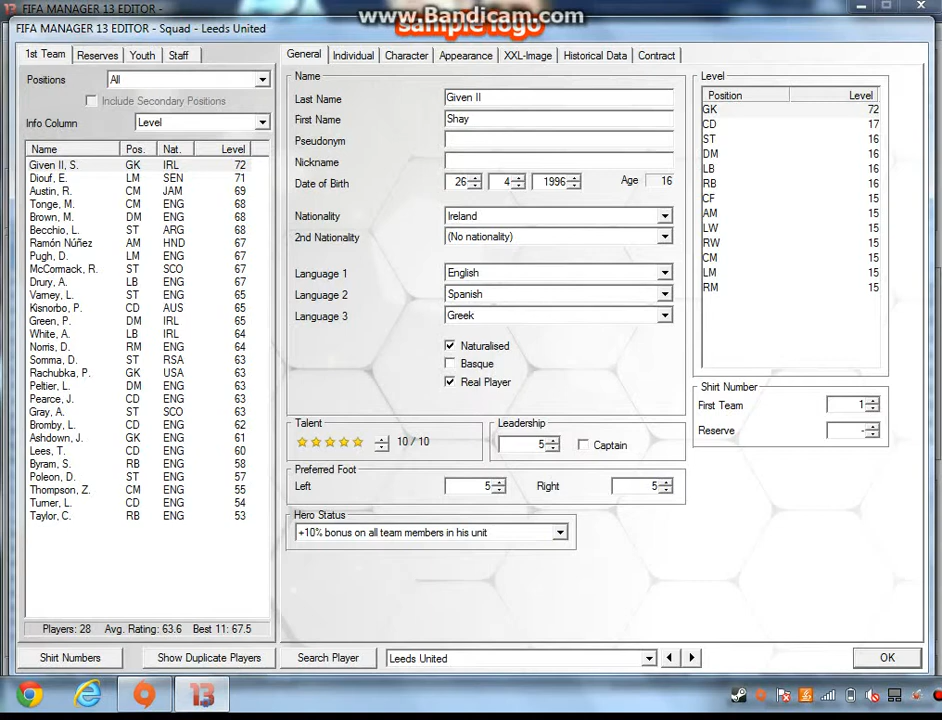 FIFA MANAGER 13 EDITOR -
www.Bandicam.com
sample logo
FIFA MANAGER 13 EDITOR - Squad - Leeds United
1st Team Reserves Youth Staff
Positions All
Include Secondary Positions
Info Column Level
Name Pos. Nat. Level
Given II, S. GK IRL 72
Diouf, E. LM SEN 71
Austin, R. CM JAM 69
Tonge, M. CM ENG 68
Brown, M. DM ENG 68
Becchio, L. ST ARG 68
Ramón Núñez AM HND 67
Pugh, D. LM ENG 67
McCormack, R. ST SCO 67
Drury, A. LB ENG 67
Varney, L. ST ENG 65
Kisnorbo, P. CD AUS 65
Green, P. DM IRL 65
White, A. LB IRL 64
Norris, D. RM ENG 64
Somma, D. ST RSA 63
Rachubka, P. GK USA 63
Peltier, L. DM ENG 63
Pearce, J. CD ENG 63
Gray, A. ST SCO 63
Bromby, L. CD ENG 62
Ashdown, J. GK ENG 61
Lees, T. CD ENG 60
Byram, S. RB ENG 58
Poleon, D. ST ENG 57
Thompson, Z. CM ENG 55
Turner, L. CD ENG 54
Taylor, C. RB ENG 53
Players: 28 Avg. Rating: 63.6 Best 11: 67.5
Shirt Numbers Show Duplicate Players Search Player Leeds United OK
General Individual Character Appearance XXL-Image Historical Data Contract
Name
Last Name Given II
First Name Shay
Pseudonym
Nickname
Date of Birth 26 4 1996 Age 16
Nationality Ireland
2nd Nationality (No nationality)
Language 1 English
Language 2 Spanish
Language 3 Greek
Naturalised
Basque
Real Player
Talent
10 / 10
Leadership
5 Captain
Preferred Foot
Left 5 Right 5
Hero Status
+10% bonus on all team members in his unit
Level
Position Level
GK 72
CD 17
ST 16
DM 16
LB 16
RB 16
CF 15
AM 15
LW 15
RW 15
CM 15
LM 15
RM 15
Shirt Number
First Team 1
Reserve -
13